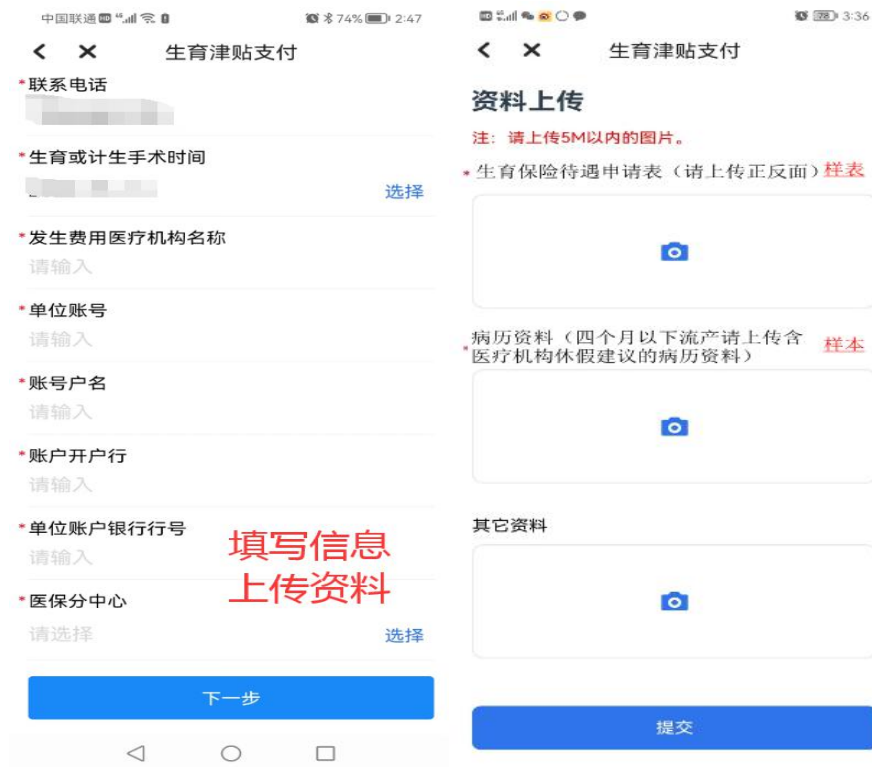 中国联通 HD 4G 74% 2:47
生育津贴支付
*联系电话
*生育或计生手术时间
选择
*发生费用医疗机构名称
请输入
*单位账号
请输入
*账号户名
请输入
*账户开户行
请输入
*单位账户银行行号
请输入
*医保分中心
请选择
选择
填写信息
上传资料
下一步
HD 78 3:36
生育津贴支付
资料上传
注：请上传5M以内的图片。
*生育保险待遇申请表（请上传正反面）样表
*病历资料（四个月以下流产请上传含
医疗机构休假建议的病历资料）
样本
其它资料
提交